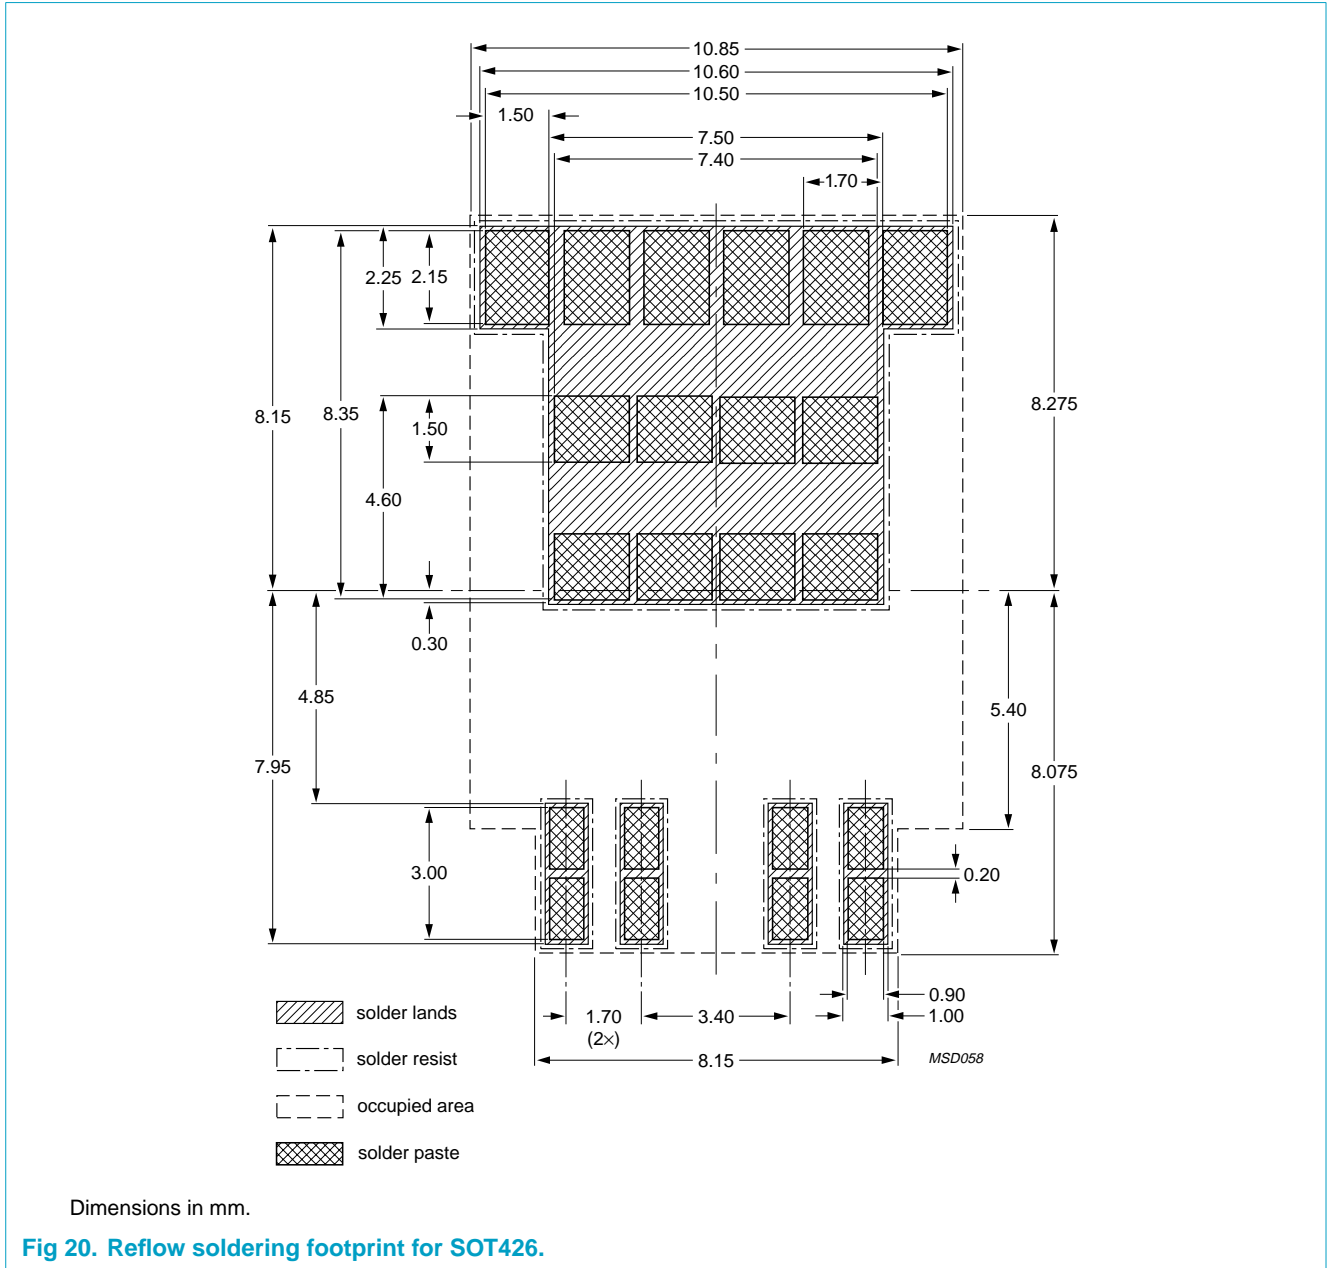 10.85
10.60
10.50
1.50
7.50
7.40
1.70
2.25 2.15
8.15 8.35 1.50 8.275
4.60
0.30
4.85
5.40
7.95 8.075
3.00 0.20
0.90
1.70 3.40 1.00
(2×)
8.15
MSD058
solder lands
solder resist
occupied area
solder paste
Dimensions in mm.
Fig 20. Reflow soldering footprint for SOT426.